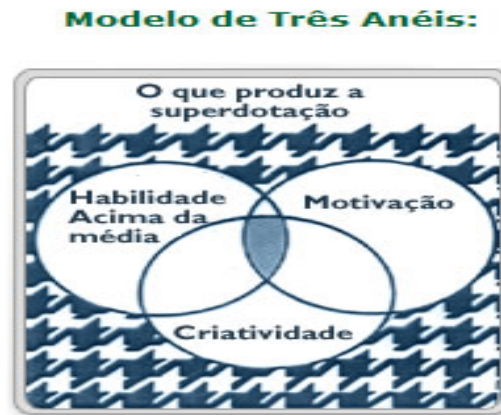 Modelo de Três Anéis:
O que produz a
superdotação
Habilidade
Acima da
média
Motivação
Criatividade